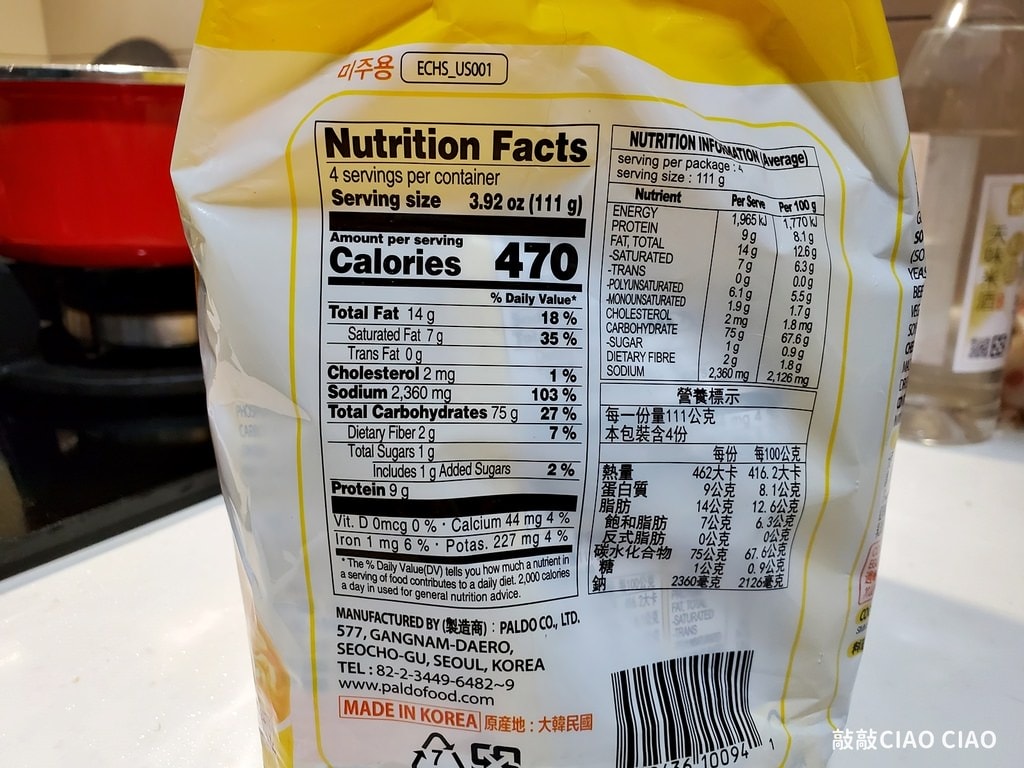 미주용 ECHS_US001
Nutrition Facts
4 servings per container
Serving size 3.92 oz (111 g)
Amount per serving
Calories 470
% Daily Value*
Total Fat 14 g 18 %
Saturated Fat 7 g 35 %
Trans Fat 0 g
Cholesterol 2 mg 1 %
Sodium 2,360 mg 103 %
Total Carbohydrates 75 g 27 %
Dietary Fiber 2 g 7 %
Total Sugars 1 g
Includes 1 g Added Sugars 2 %
Protein 9 g
Vit. D 0mcg 0 % · Calcium 44 mg 4 %
Iron 1 mg 6 % · Potas. 227 mg 4 %
* The % Daily Value(DV) tells you how much a nutrient in
a serving of food contributes to a daily diet. 2,000 calories
a day in used for general nutrition advice.
NUTRITION INFORMATION (Average)
serving per package : 4
serving size : 111 g
Nutrient Per Serve Per 100 g
ENERGY 1,965 kJ 1,770 kJ
PROTEIN 9 g 8.1 g
FAT, TOTAL 14 g 12.6 g
-SATURATED 7 g 6.3 g
-TRANS 0 g 0.0 g
-POLYUNSATURATED 6.1 g 5.5 g
-MONOUNSATURATED 1.9 g 1.7 g
CHOLESTEROL 2 mg 1.8 mg
CARBOHYDRATE 75 g 67.6 g
-SUGAR 1 g 0.9 g
DIETARY FIBRE 2 g 1.8 g
SODIUM 2,360 mg 2,126 mg
營養標示
每一份量111公克
本包裝含4份
每份 每100公克
熱量 462大卡 416.2大卡
蛋白質 9公克 8.1公克
脂肪 14公克 12.6公克
飽和脂肪 7公克 6.3公克
反式脂肪 0公克 0公克
碳水化合物 75公克 67.6公克
糖 1公克 0.9公克
鈉 2360毫克 2126毫克
MANUFACTURED BY (製造商) : PALDO CO., LTD.
577, GANGNAM-DAERO,
SEOCHO-GU, SEOUL, KOREA
TEL : 82-2-3449-6482~9
www.paldofood.com
MADE IN KOREA 原産地 : 大韓民國
7
10094 1
天味米酒
敲敲CIAO CIAO